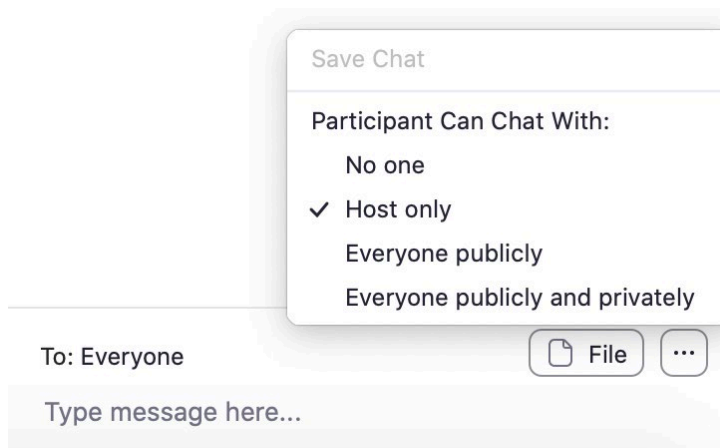 Save Chat
Participant Can Chat With:
No one
Host only
Everyone publicly
Everyone publicly and privately
To: Everyone
File
...
Type message here...